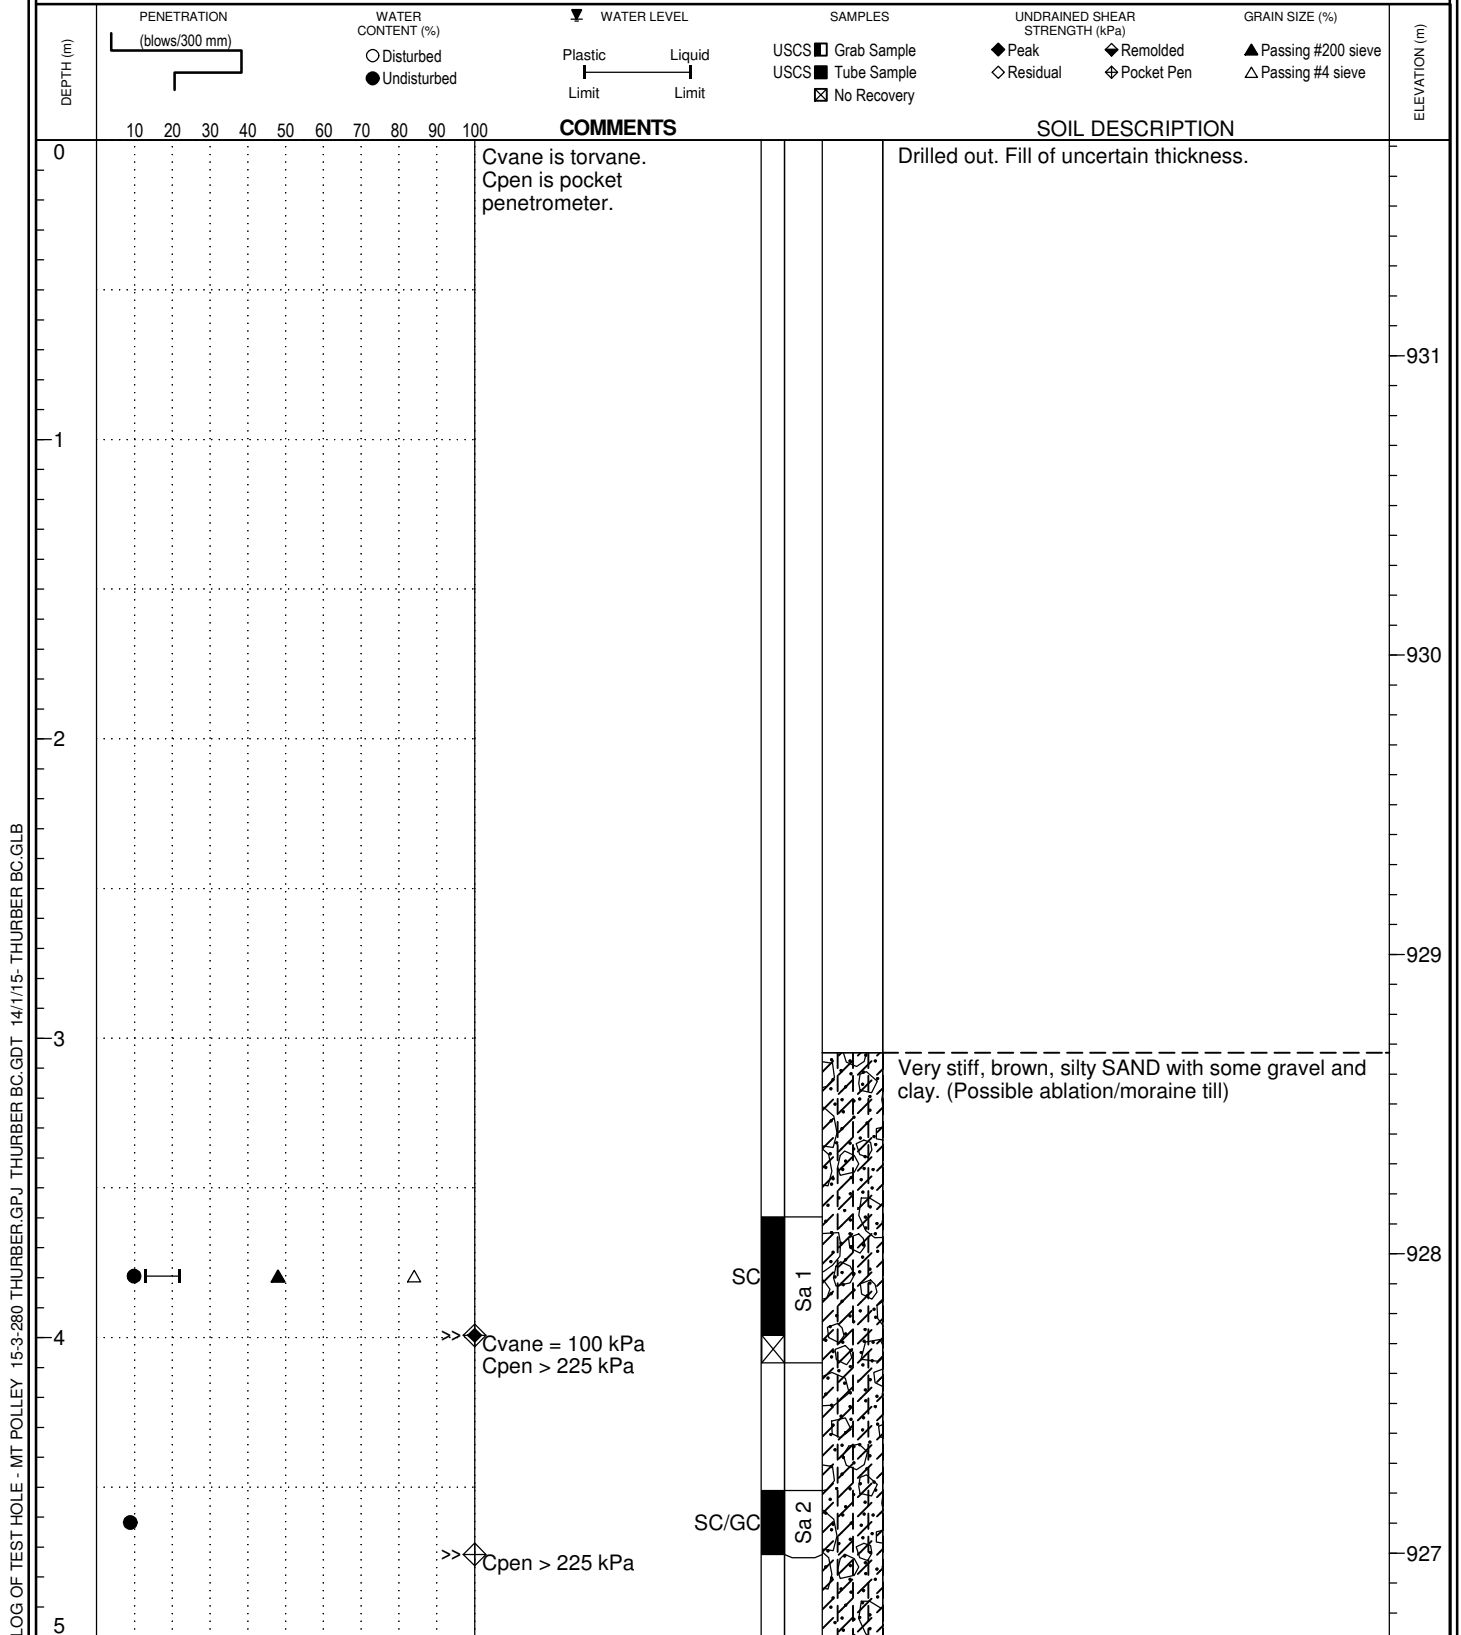 DEPTH (m)
PENETRATION
(blows/300 mm)
WATER
CONTENT (%)
Disturbed
Undisturbed
WATER LEVEL
Plastic Liquid
Limit Limit
SAMPLES
USCS Grab Sample
USCS Tube Sample
No Recovery
UNDRAINED SHEAR
STRENGTH (kPa)
Peak Remolded
Residual Pocket Pen
GRAIN SIZE (%)
Passing #200 sieve
Passing #4 sieve
ELEVATION (m)
10 20 30 40 50 60 70 80 90 100
COMMENTS
SOIL DESCRIPTION
0
Cvane is torvane.
Cpen is pocket
penetrometer.
Drilled out. Fill of uncertain thickness.
931
1
930
2
929
3
Very stiff, brown, silty SAND with some gravel and
clay. (Possible ablation/moraine till)
928
SC
Sa 1
4
>>
Cvane = 100 kPa
Cpen > 225 kPa
SC/GC
Sa 2
>>
Cpen > 225 kPa
927
5
LOG OF TEST HOLE - MT POLLEY 15-3-280 THURBER.GPJ THURBER BC.GDT 14/1/15- THURBER BC.GLB